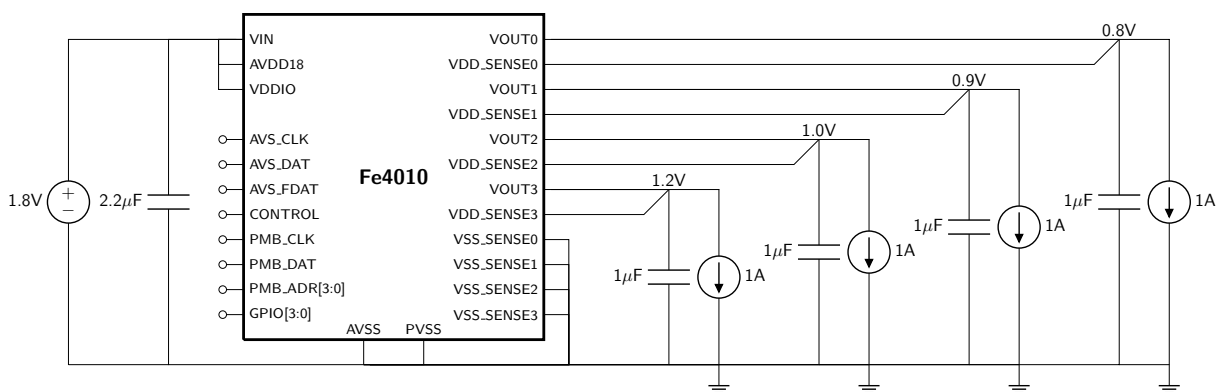 VIN
AVDD18
VDDIO
AVS_CLK
AVS_DAT
AVS_FDAT
CONTROL
PMB_CLK
PMB_DAT
PMB_ADR[3:0]
GPIO[3:0]
Fe4010
AVSS
PVSS
VOUT0
VDD_SENSE0
VOUT1
VDD_SENSE1
VOUT2
VDD_SENSE2
VOUT3
VDD_SENSE3
VSS_SENSE0
VSS_SENSE1
VSS_SENSE2
VSS_SENSE3
1.8V
+
−
2.2μF
1.2V
1μF
1A
1.0V
1μF
1A
0.9V
1μF
1A
0.8V
1μF
1A